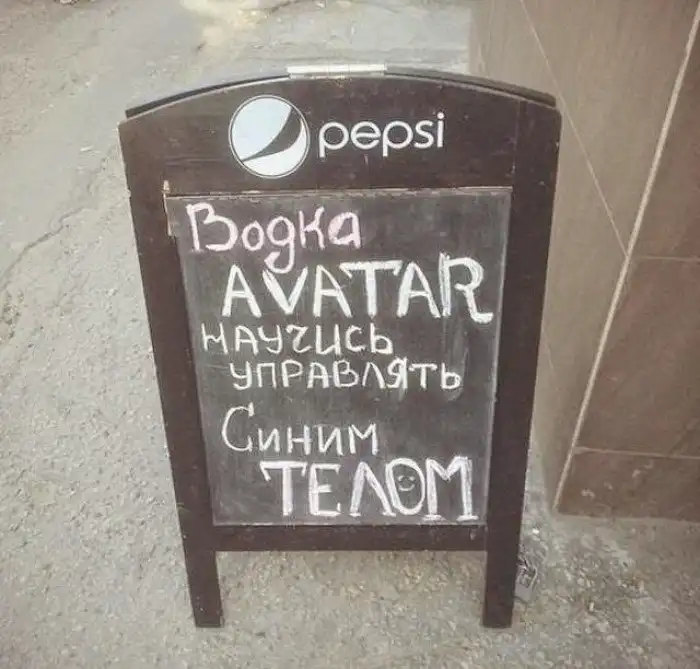 pepsi
Водка
AVATAR
научись
управлять
Синим
ТЕЛОМ